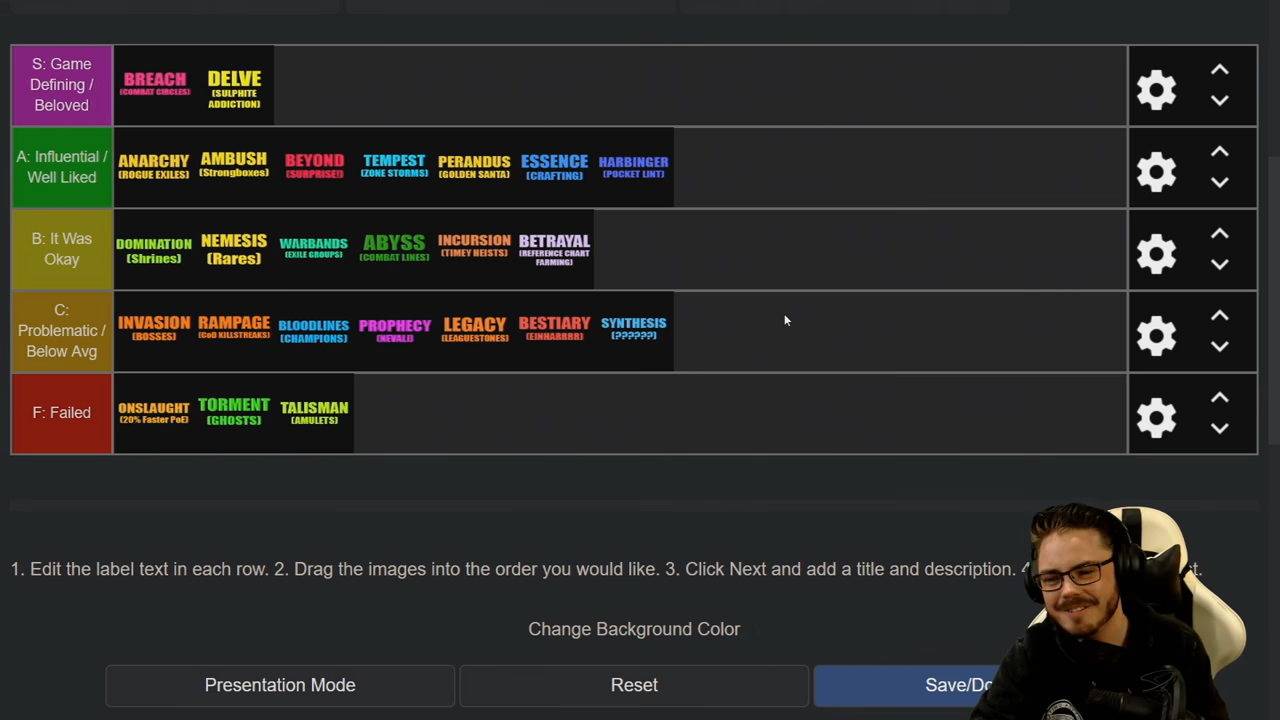 S: Game
Defining /
Beloved
BREACH
(COMBAT CIRCLES)
DELVE
(SULPHITE
ADDICTION)
A: Influential /
Well Liked
ANARCHY
(ROGUE EXILES)
AMBUSH
(Strongboxes)
BEYOND
(SURPRISE!)
TEMPEST
(ZONE STORMS)
PERANDUS
(GOLDEN SANTA)
ESSENCE
(CRAFTING)
HARBINGER
(POCKET LINT)
B: It Was
Okay
DOMINATION
(Shrines)
NEMESIS
(Rares)
WARBANDS
(EXILE GROUPS)
ABYSS
(COMBAT LINES)
INCURSION
(TIMEY HEISTS)
BETRAYAL
(REFERENCE CHART
FARMING)
C:
Problematic /
Below Avg
INVASION
(BOSSES)
RAMPAGE
(CoD KILLSTREAKS)
BLOODLINES
(CHAMPIONS)
PROPHECY
(NEVALI)
LEGACY
(LEAGUESTONES)
BESTIARY
(EINHARRRR)
SYNTHESIS
(??????)
F: Failed
ONSLAUGHT
(20% Faster PoE)
TORMENT
(GHOSTS)
TALISMAN
(AMULETS)
1. Edit the label text in each row. 2. Drag the images into the order you would like. 3. Click Next and add a title and description. 4
Change Background Color
Presentation Mode
Reset